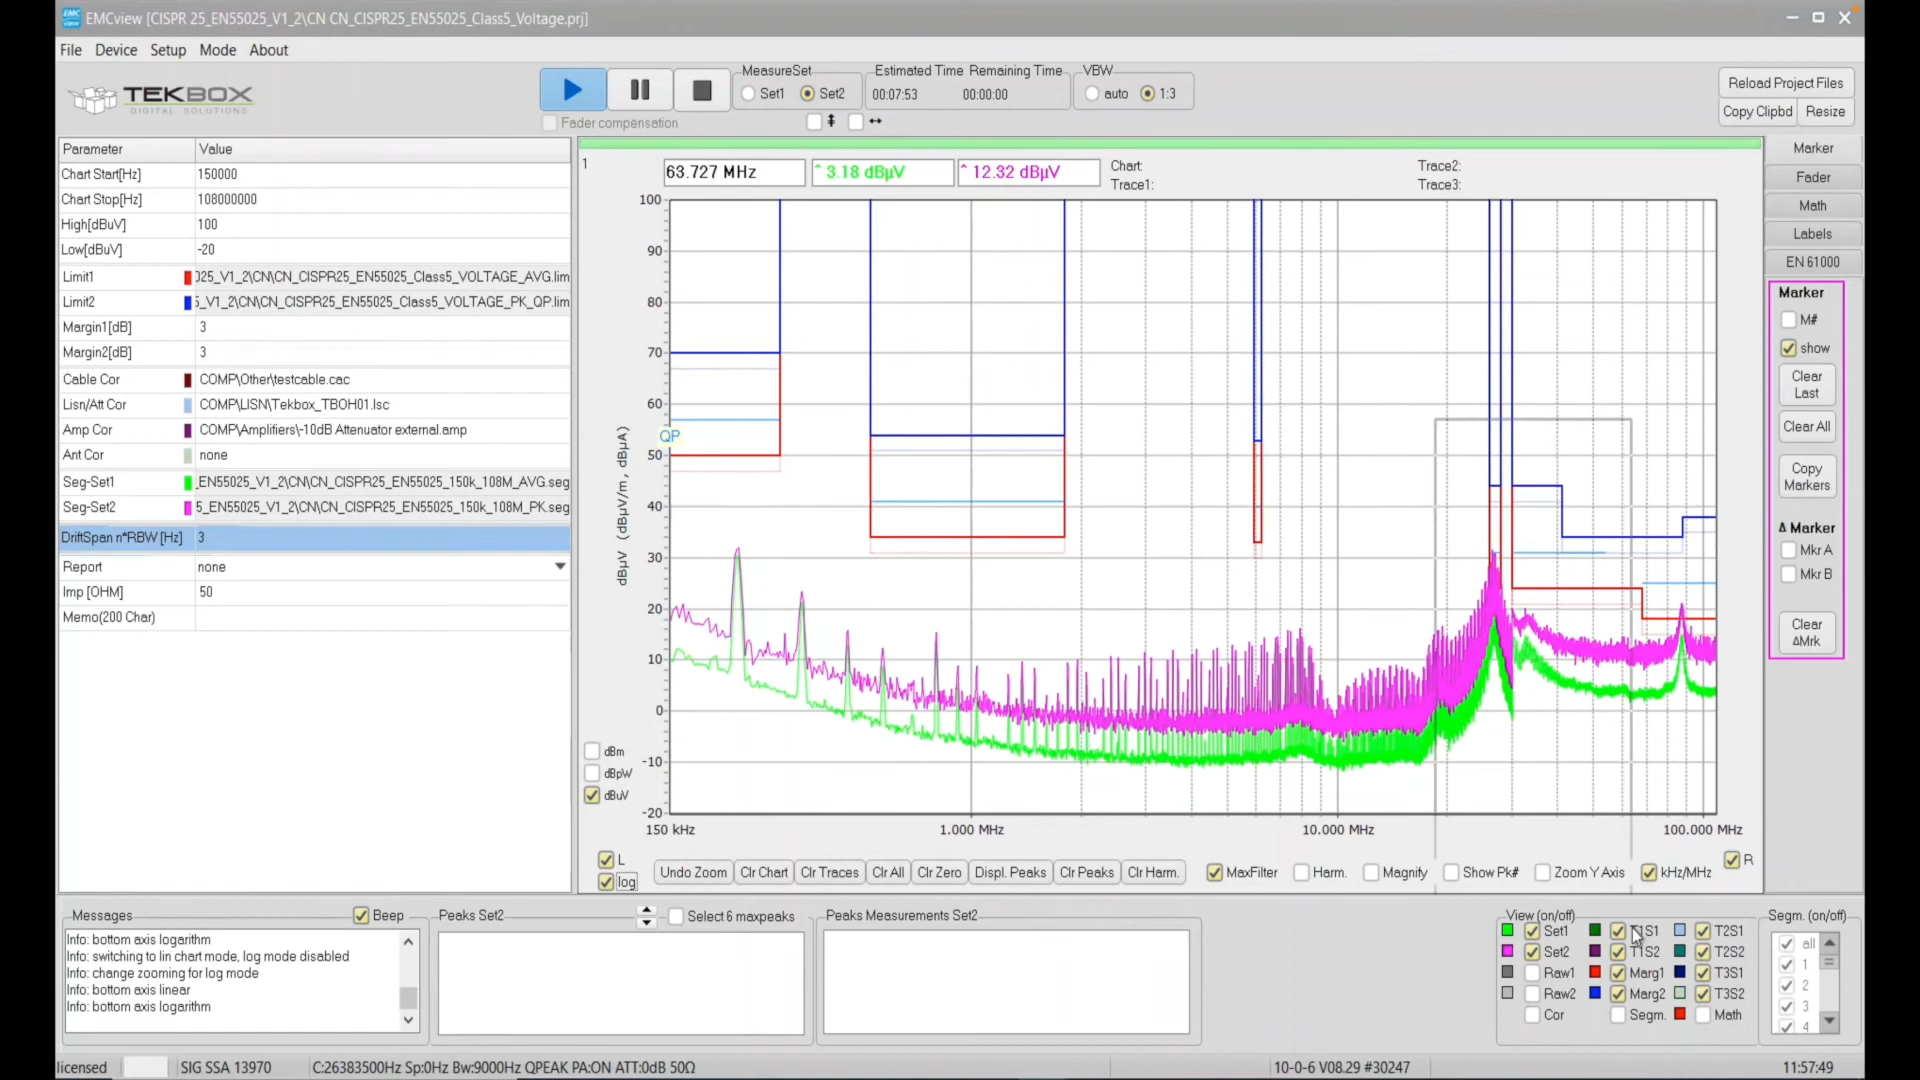 EMCview [CISPR 25_EN55025_V1_2\CN CN_CISPR25_EN55025_Class5_Voltage.prj]
File Device Setup Mode About
TEKBOX
DIGITAL SOLUTIONS
MeasureSet
Set1 Set2
Estimated Time Remaining Time
00:07:53 00:00:00
VBW
auto 1:3
Fader compensation
Reload Project Files
Copy Clipbd Resize
Parameter Value
Chart Start[Hz] 150000
Chart Stop[Hz] 108000000
High[dBuV] 100
Low[dBuV] -20
Limit1 025_V1_2\CN\CN_CISPR25_EN55025_Class5_VOLTAGE_AVG.lim
Limit2 5_V1_2\CN\CN_CISPR25_EN55025_Class5_VOLTAGE_PK_QP.lim
Margin1[dB] 3
Margin2[dB] 3
Cable Cor COMP\Other\testcable.cac
Lisn/Att Cor COMP\LISN\Tekbox_TBOH01.lsc
Amp Cor COMP\Amplifiers\-10dB Attenuator external.amp
Ant Cor none
Seg-Set1 _EN55025_V1_2\CN\CN_CISPR25_EN55025_150k_108M_AVG.seg
Seg-Set2 5_EN55025_V1_2\CN\CN_CISPR25_EN55025_150k_108M_PK.seg
DriftSpan n*RBW [Hz] 3
Report none
Imp [OHM] 50
Memo(200 Char)
1
63.727 MHz ^ 3.18 dBµV ^ 12.32 dBµV
Chart: Trace2:
Trace1: Trace3:
100
90
80
70
60
50
40
30
20
10
0
-10
-20
dBµV (dBµV/m, dBµA)
QP
150 kHz 1.000 MHz 10.000 MHz 100.000 MHz
dBm
dBpW
dBuV
L
log
R
Undo Zoom Clr Chart Clr Traces Clr All Clr Zero Displ. Peaks Clr Peaks Clr Harm. MaxFilter Harm. Magnify Show Pk# Zoom Y Axis kHz/MHz
Marker
Fader
Math
Labels
EN 61000
Marker
M#
show
Clear
Last
Clear All
Copy
Markers
Δ Marker
Mkr A
Mkr B
Clear
ΔMrk
Messages Beep
Info: bottom axis logarithm
Info: switching to lin chart mode, log mode disabled
Info: change zooming for log mode
Info: bottom axis linear
Info: bottom axis logarithm
Peaks Set2 Select 6 maxpeaks
Peaks Measurements Set2
View (on/off)
Set1 T1S1 T2S1
Set2 T1S2 T2S2
Raw1 Marg1 T3S1
Raw2 Marg2 T3S2
Cor Segm. Math
Segm. (on/off)
all
1
2
3
4
licensed SIG SSA 13970 C:26383500Hz Sp:0Hz Bw:9000Hz QPEAK PA:ON ATT:0dB 50Ω 10-0-6 V08.29 #30247 11:57:49